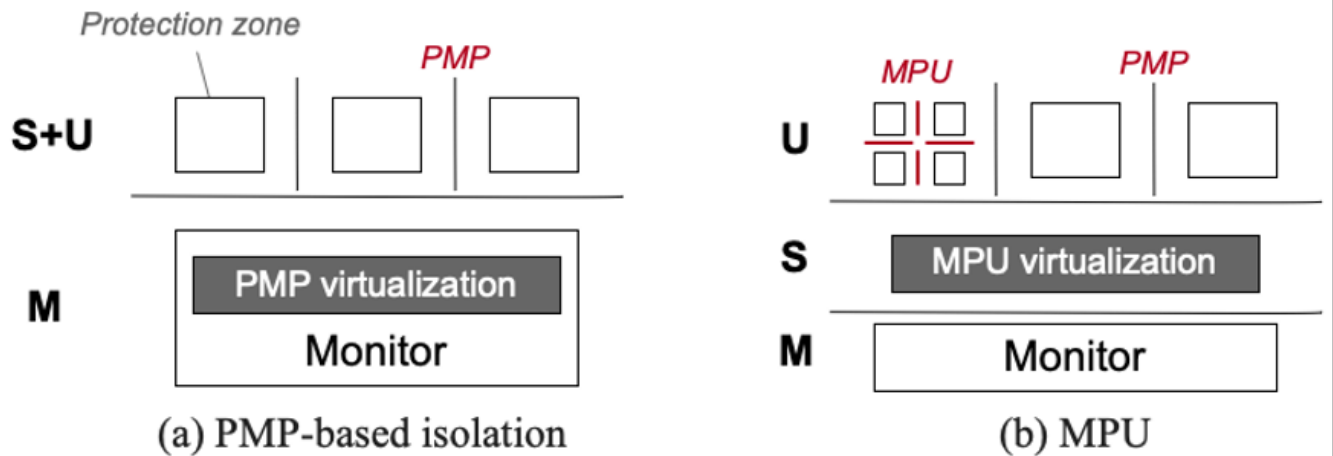 Protection zone
PMP
S+U
M
PMP virtualization
Monitor
(a) PMP-based isolation
MPU
PMP
U
S
MPU virtualization
M
Monitor
(b) MPU